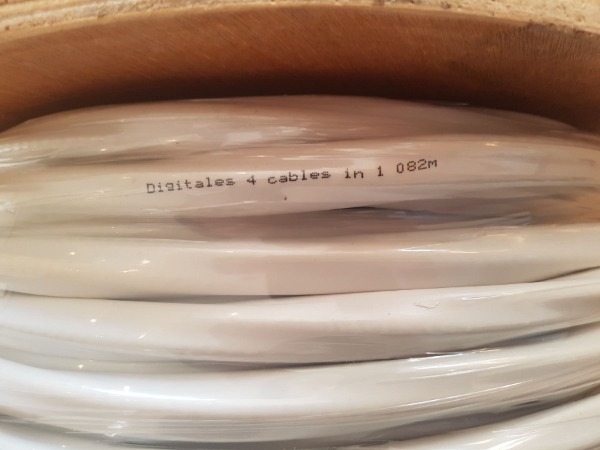 Digitales 4 cables in 1 082m